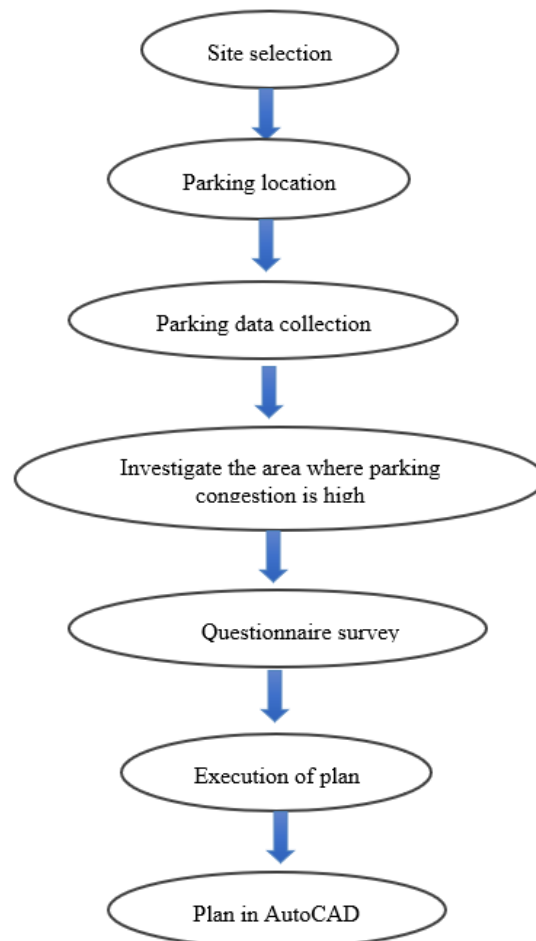 Site selection
Parking location
Parking data collection
Investigate the area where parking
congestion is high
Questionnaire survey
Execution of plan
Plan in AutoCAD